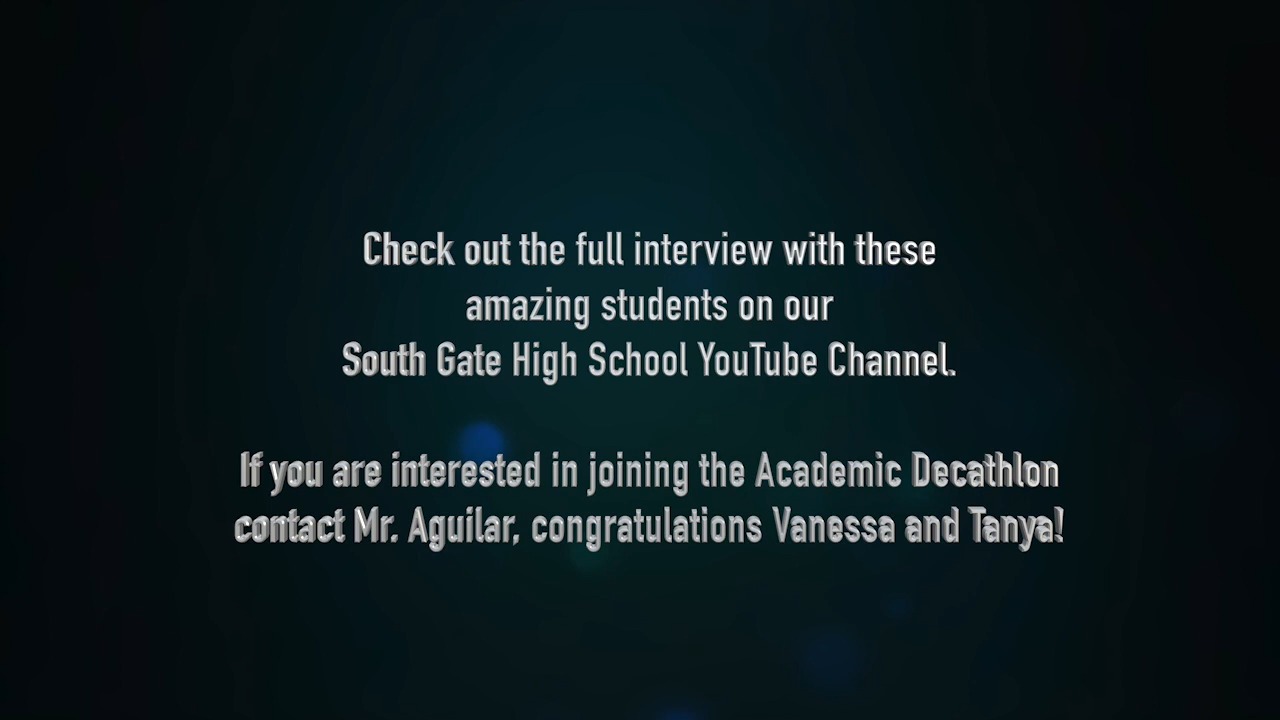 Check out the full interview with these
amazing students on our
South Gate High School YouTube Channel.
If you are interested in joining the Academic Decathlon
contact Mr. Aguilar, congratulations Vanessa and Tanya!